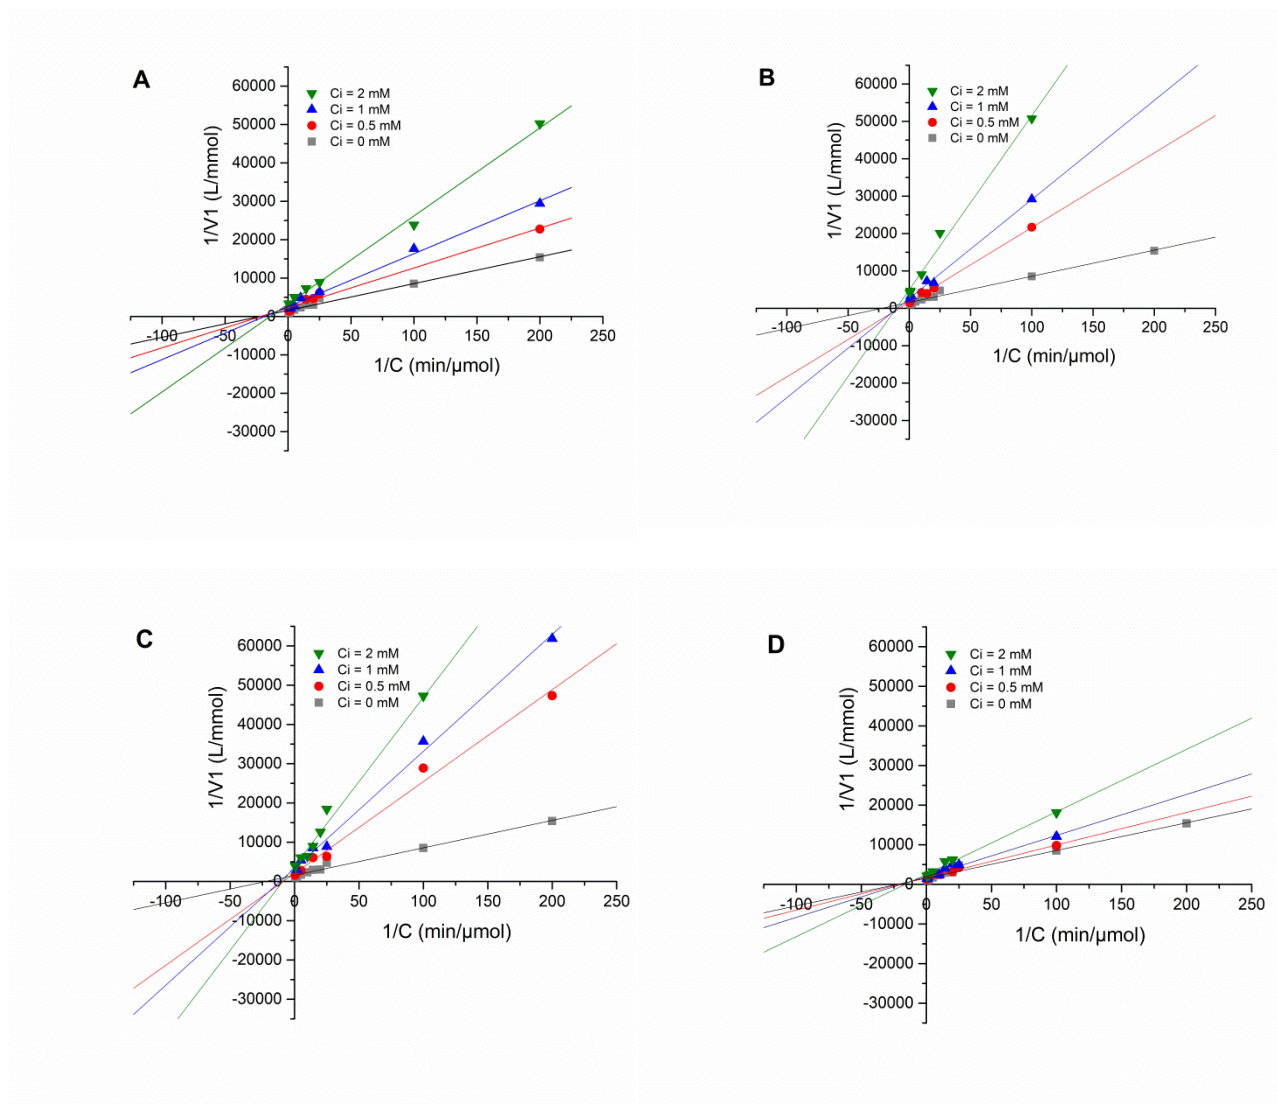 A
Ci = 2 mM
Ci = 1 mM
Ci = 0.5 mM
Ci = 0 mM
1/V1 (L/mmol)
60000
50000
40000
30000
20000
10000
0
-10000
-20000
-30000
-100 -50 0 50 100 150 200 250
1/C (min/µmol)
B
Ci = 2 mM
Ci = 1 mM
Ci = 0.5 mM
Ci = 0 mM
1/V1 (L/mmol)
60000
50000
40000
30000
20000
10000
0
-10000
-20000
-30000
-100 -50 0 50 100 150 200 250
1/C (min/µmol)
C
Ci = 2 mM
Ci = 1 mM
Ci = 0.5 mM
Ci = 0 mM
1/V1 (L/mmol)
60000
50000
40000
30000
20000
10000
0
-10000
-20000
-30000
-100 -50 0 50 100 150 200 250
1/C (min/µmol)
D
Ci = 2 mM
Ci = 1 mM
Ci = 0.5 mM
Ci = 0 mM
1/V1 (L/mmol)
60000
50000
40000
30000
20000
10000
0
-10000
-20000
-30000
-100 -50 0 50 100 150 200 250
1/C (min/µmol)